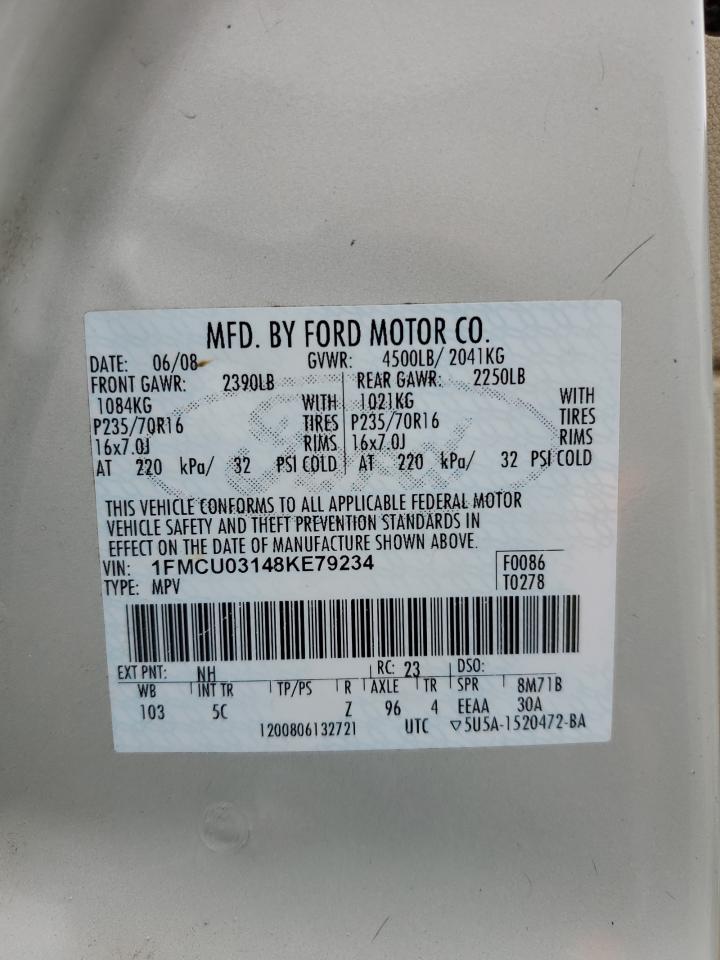 MFD. BY FORD MOTOR CO.
DATE: 06/08 GVWR: 4500LB/ 2041KG
FRONT GAWR: 2390LB REAR GAWR: 2250LB
1084KG WITH 1021KG WITH
P235/70R16 TIRES P235/70R16 TIRES
16x7.0J RIMS 16x7.0J RIMS
AT 220 kPa/ 32 PSI COLD AT 220 kPa/ 32 PSI COLD
THIS VEHICLE CONFORMS TO ALL APPLICABLE FEDERAL MOTOR
VEHICLE SAFETY AND THEFT PREVENTION STANDARDS IN
EFFECT ON THE DATE OF MANUFACTURE SHOWN ABOVE.
VIN: 1FMCU03148KE79234 F0086
TYPE: MPV T0278
EXT PNT: NH RC: 23 DSO:
WB INT TR TP/PS R AXLE TR SPR 8M71B
103 5C Z 96 4 EEAA 30A
1200806132721 UTC ▽5U5A-1520472-BA